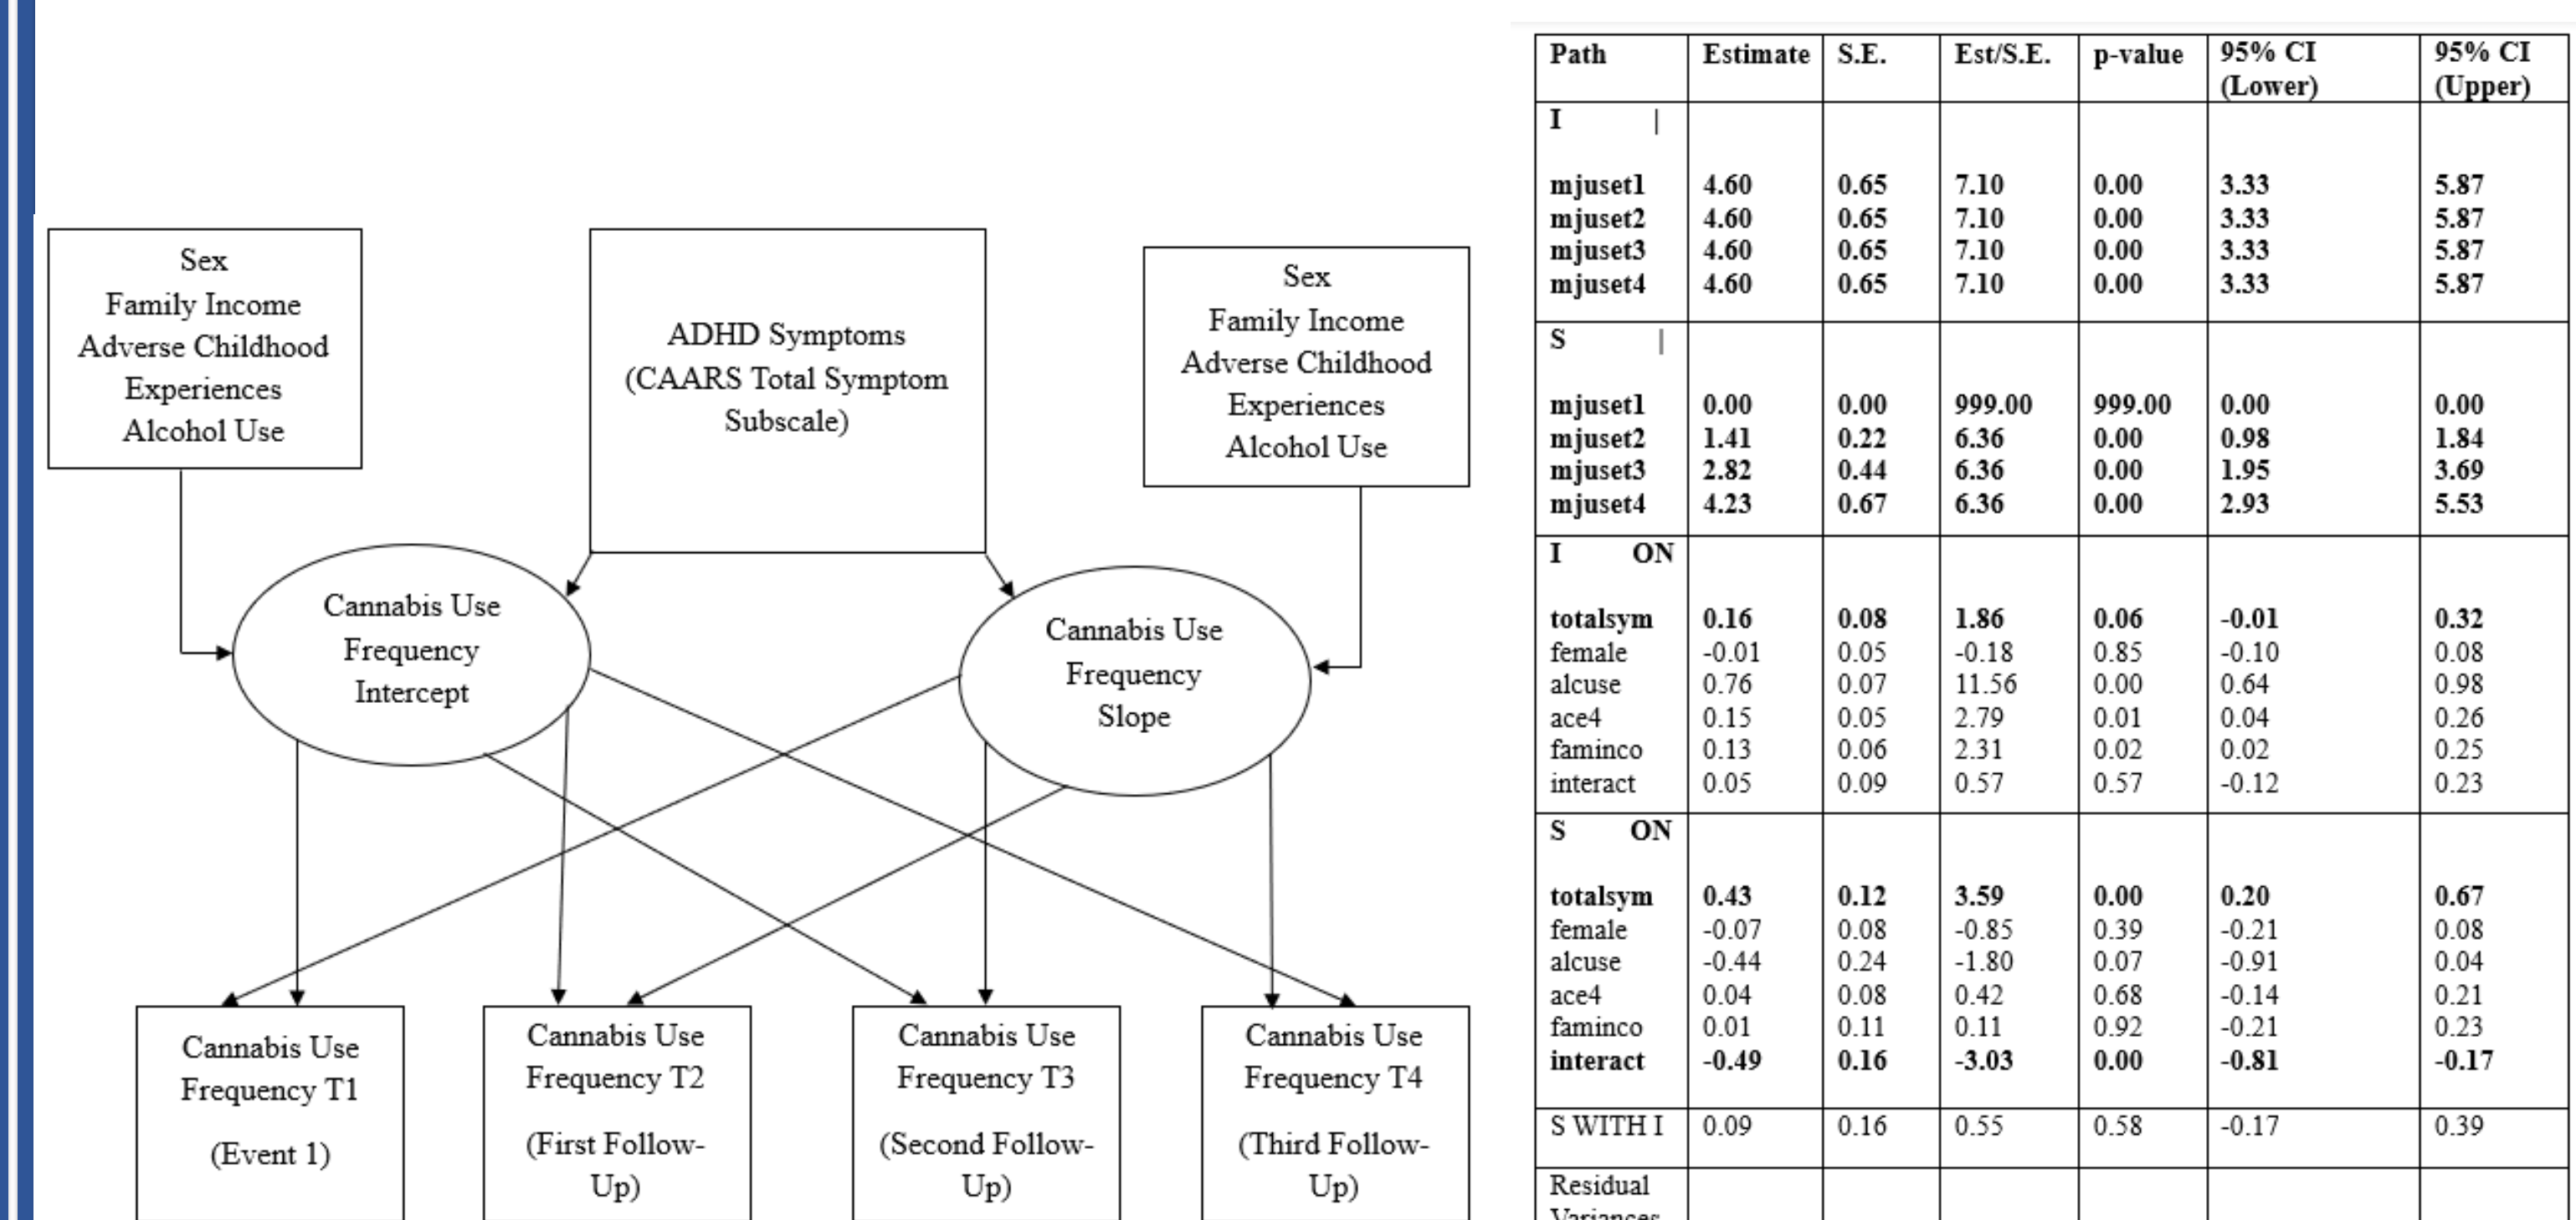 Sex
Family Income
Adverse Childhood
Experiences
Alcohol Use
ADHD Symptoms
(CAARS Total Symptom
Subscale)
Sex
Family Income
Adverse Childhood
Experiences
Alcohol Use
Cannabis Use
Frequency
Intercept
Cannabis Use
Frequency
Slope
Cannabis Use
Frequency T1
(Event 1)
Cannabis Use
Frequency T2
(First Follow-
Up)
Cannabis Use
Frequency T3
(Second Follow-
Up)
Cannabis Use
Frequency T4
(Third Follow-
Up)
Path Estimate S.E. Est/S.E. p-value 95% CI (Lower) 95% CI (Upper)
I |
mjuset1 4.60 0.65 7.10 0.00 3.33 5.87
mjuset2 4.60 0.65 7.10 0.00 3.33 5.87
mjuset3 4.60 0.65 7.10 0.00 3.33 5.87
mjuset4 4.60 0.65 7.10 0.00 3.33 5.87
S |
mjuset1 0.00 0.00 999.00 999.00 0.00 0.00
mjuset2 1.41 0.22 6.36 0.00 0.98 1.84
mjuset3 2.82 0.44 6.36 0.00 1.95 3.69
mjuset4 4.23 0.67 6.36 0.00 2.93 5.53
I ON
totalsym 0.16 0.08 1.86 0.06 -0.01 0.32
female -0.01 0.05 -0.18 0.85 -0.10 0.08
alcuse 0.76 0.07 11.56 0.00 0.64 0.98
ace4 0.15 0.05 2.79 0.01 0.04 0.26
faminco 0.13 0.06 2.31 0.02 0.02 0.25
interact 0.05 0.09 0.57 0.57 -0.12 0.23
S ON
totalsym 0.43 0.12 3.59 0.00 0.20 0.67
female -0.07 0.08 -0.85 0.39 -0.21 0.08
alcuse -0.44 0.24 -1.80 0.07 -0.91 0.04
ace4 0.04 0.08 0.42 0.68 -0.14 0.21
faminco 0.01 0.11 0.11 0.92 -0.21 0.23
interact -0.49 0.16 -3.03 0.00 -0.81 -0.17
S WITH I 0.09 0.16 0.55 0.58 -0.17 0.39
Residual
Variances